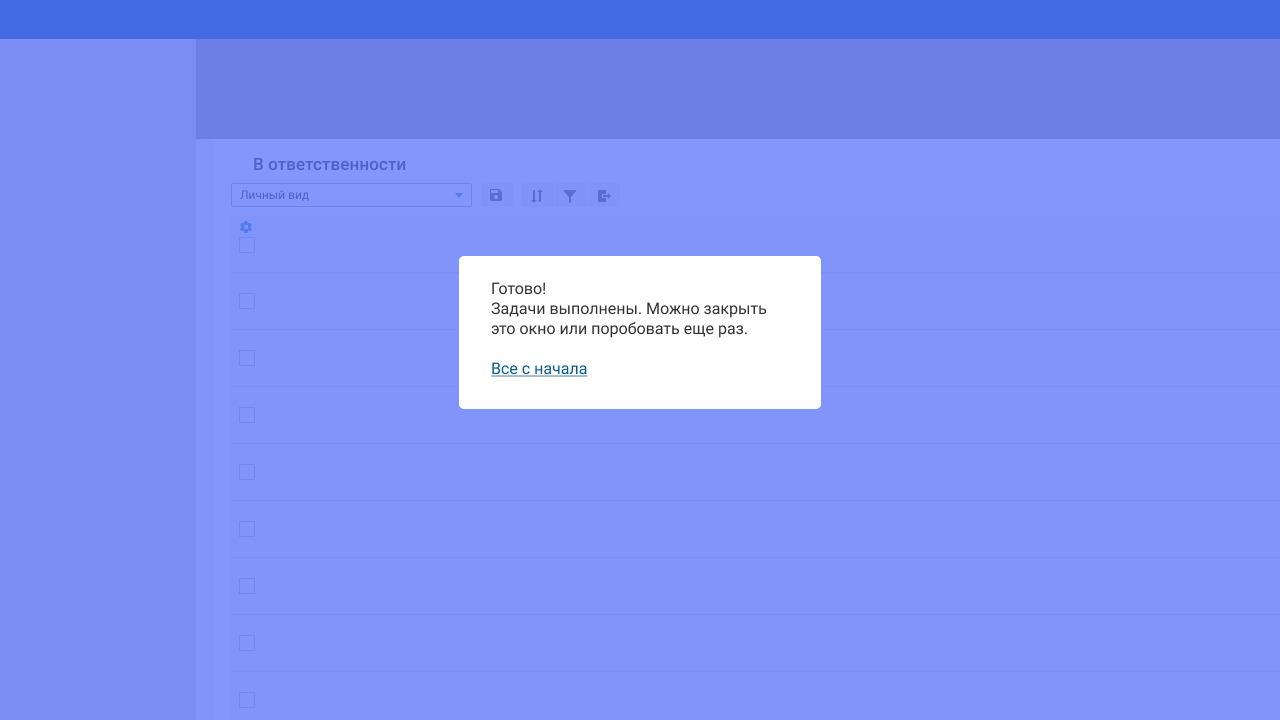 В ответственности
Личный вид
Готово!
Задачи выполнены. Можно закрыть
это окно или поробовать еще раз.
Все с начала